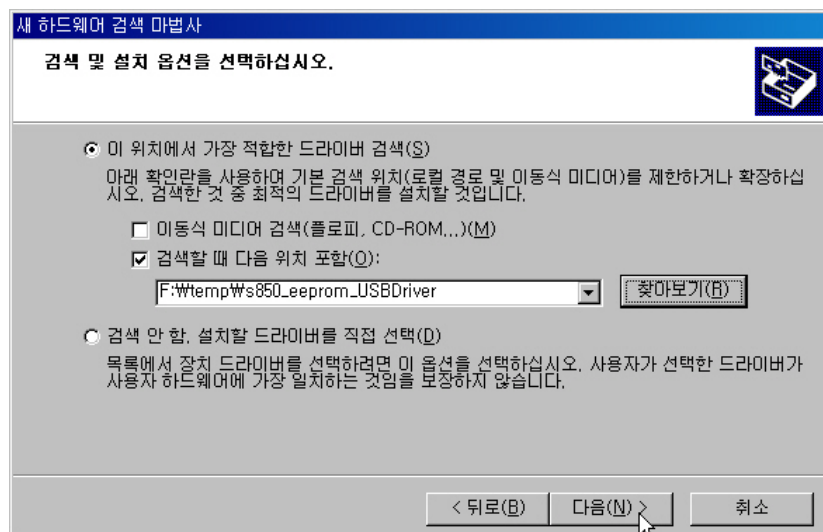 새 하드웨어 검색 마법사
검색 및 설치 옵션을 선택하십시오.
이 위치에서 가장 적합한 드라이버 검색(S)
아래 확인란을 사용하여 기본 검색 위치(로컬 경로 및 이동식 미디어)를 제한하거나 확장하십
시오. 검색한 것 중 최적의 드라이버를 설치할 것입니다.
이동식 미디어 검색(플로피, CD-ROM...)(M)
검색할 때 다음 위치 포함(O):
F:₩temp₩s850_eeprom_USBDriver
찾아보기(R)
검색 안 함. 설치할 드라이버를 직접 선택(D)
목록에서 장치 드라이버를 선택하려면 이 옵션을 선택하십시오. 사용자가 선택한 드라이버가
사용자 하드웨어에 가장 일치하는 것임을 보장하지 않습니다.
< 뒤로(B) 다음(N) > 취소